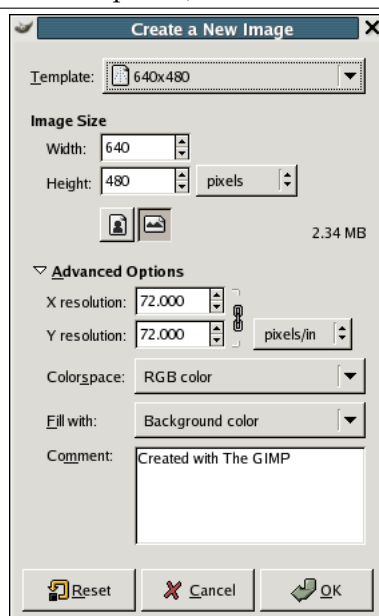 Create a New Image
Template: 640x480
Image Size
Width: 640
Height: 480 pixels
2.34 MB
Advanced Options
X resolution: 72.000
Y resolution: 72.000 pixels/in
Colorspace: RGB color
Fill with: Background color
Comment: Created with The GIMP
Reset Cancel OK